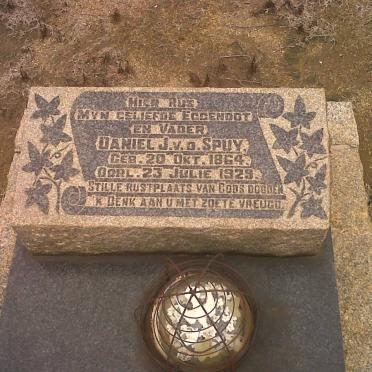 HIER RUS
MYN GELIEFDE EGGENOOT
EN VADER
DANIEL J.V.D. SPUY,
GEB. 20 OKT. 1864.
OORL. 23 JULIE 1929.
STILLE RUSTPLAATS VAN GODS DODEN
'K DENK AAN U MET ZOETE VREUGD